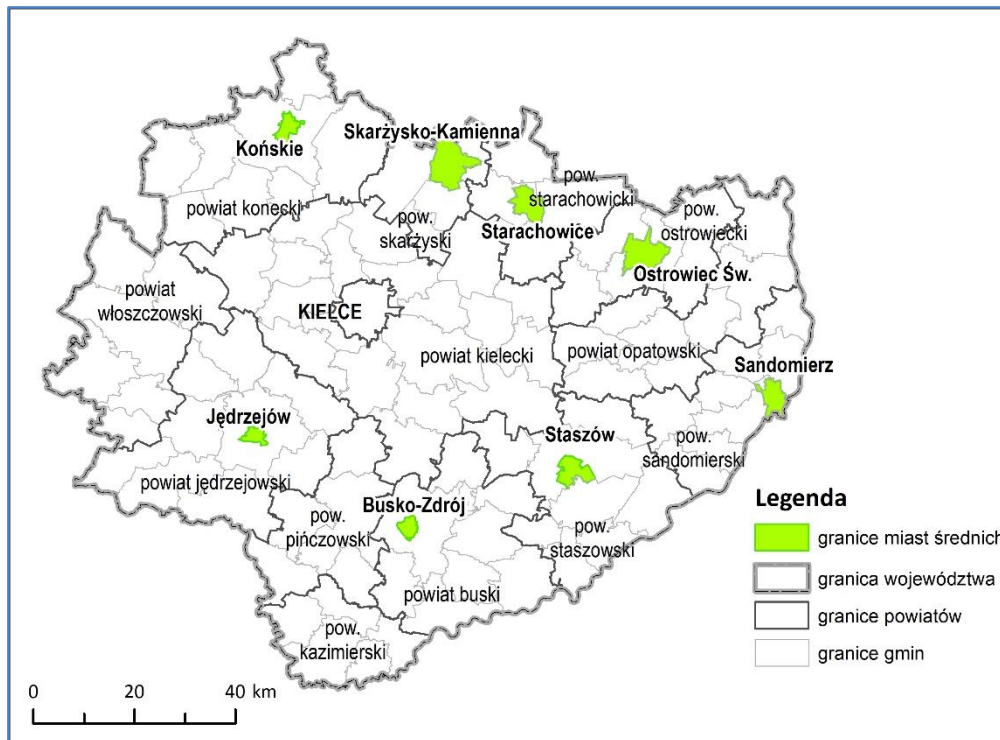 Skarżysko-Kamienna
Końskie
pow.
starachowicki
powiat konecki
pow.
skarżyski
Starachowice
pow.
ostrowiecki
Ostrowiec Św.
powiat
włoszczowski
KIELCE
powiat kielecki
powiat opatowski
Sandomierz
Jędrzejów
Staszów
pow.
sandomierski
powiat jędrzejowski
Busko-Zdrój
pow.
pińczowski
pow.
staszowski
powiat buski
pow.
kazimierski
Legenda
granice miast średnich
granica województwa
granice powiatów
granice gmin
0 20 40 km